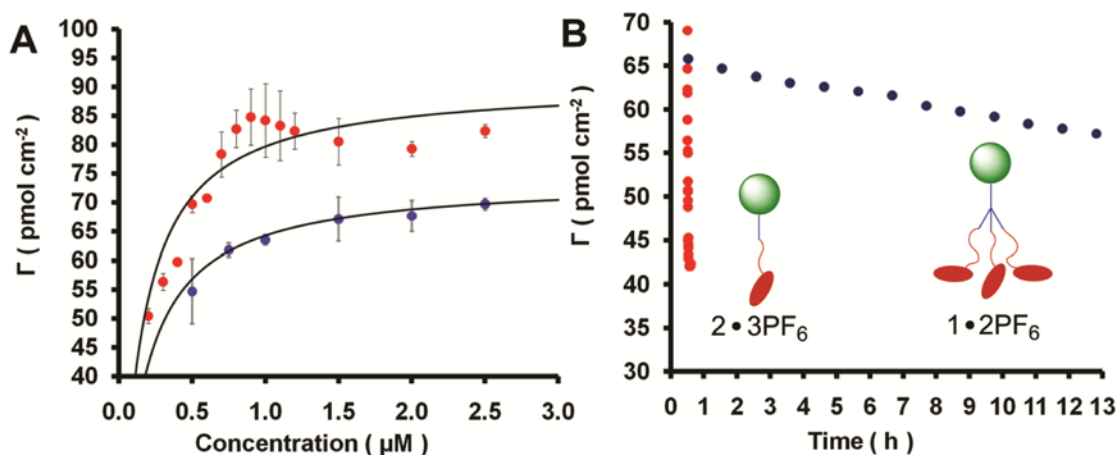 A
Γ ( pmol cm⁻² )
100
95
90
85
80
75
70
65
60
55
50
45
40
0.0 0.5 1.0 1.5 2.0 2.5 3.0
Concentration ( µM )
B
Γ ( pmol cm⁻² )
70
65
60
55
50
45
40
35
30
2 • 3PF₆
1 • 2PF₆
0 1 2 3 4 5 6 7 8 9 10 11 12 13
Time ( h )